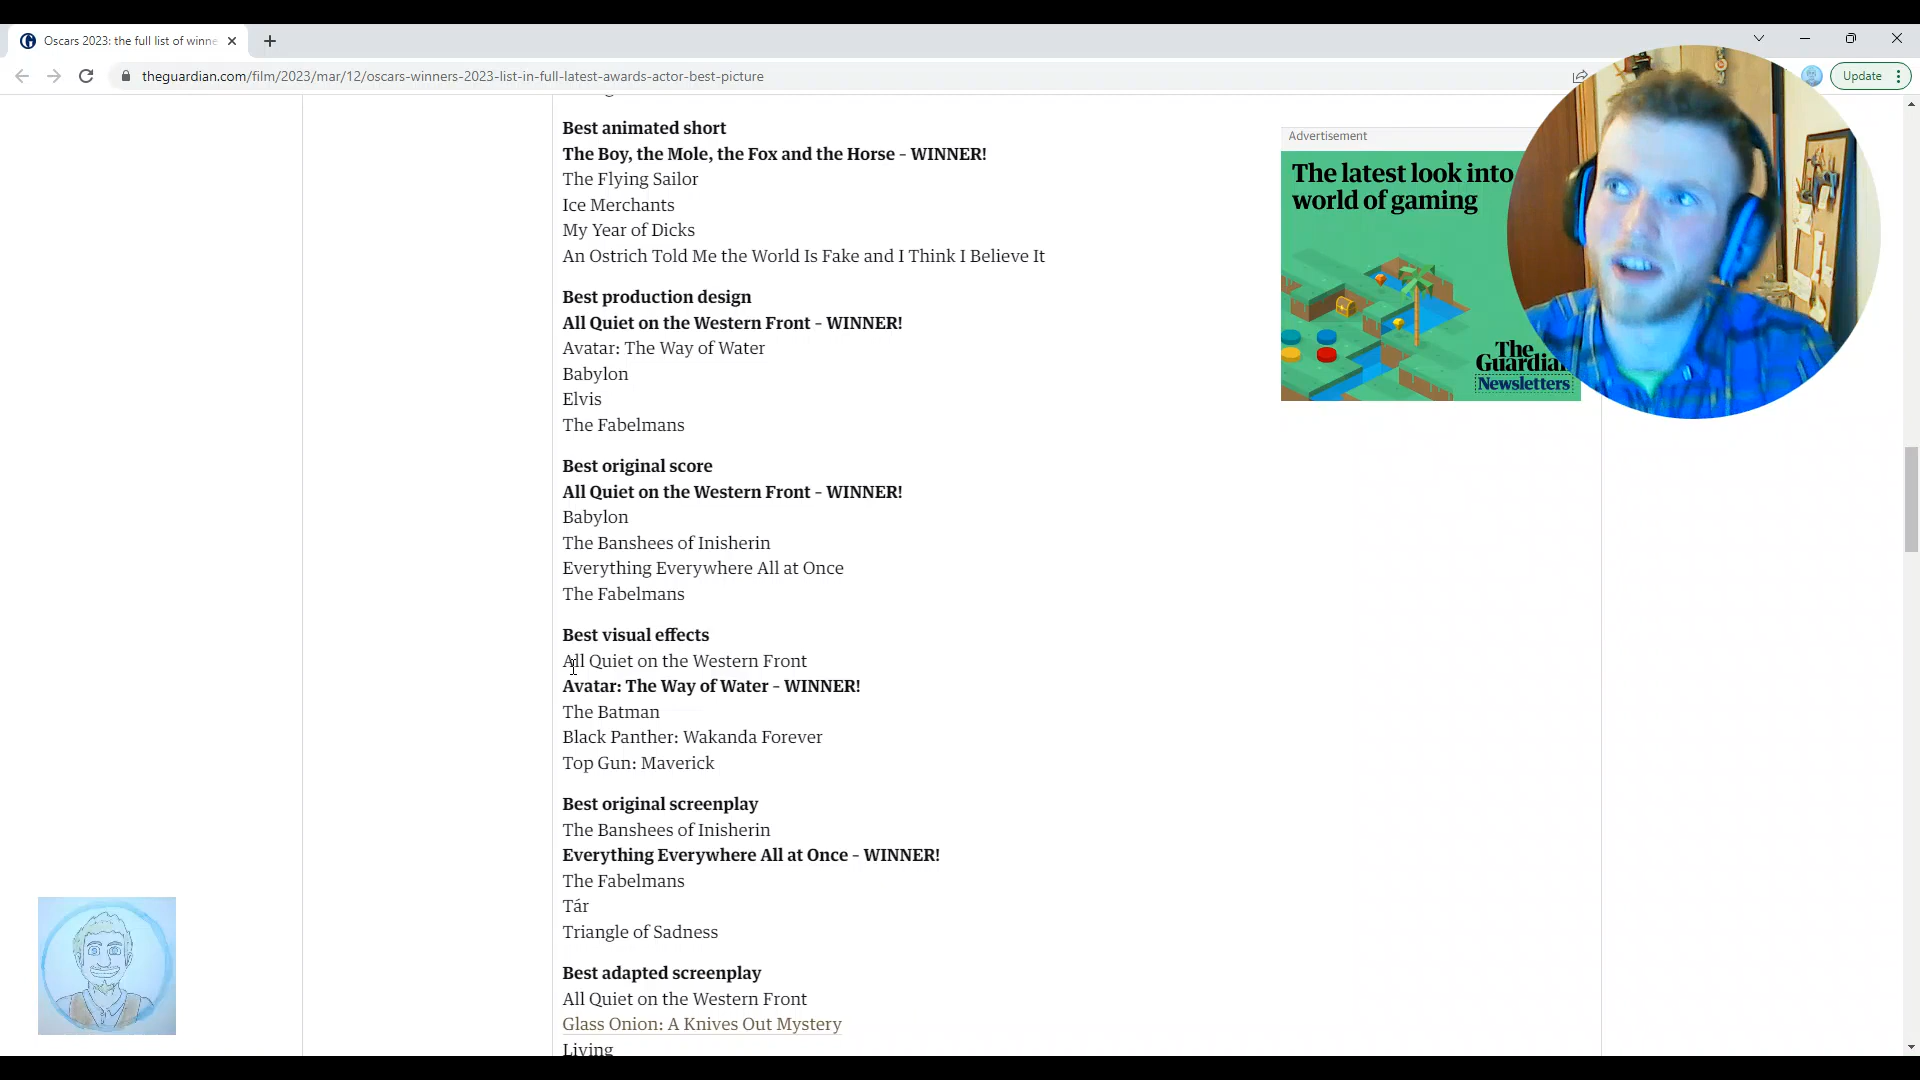 Oscars 2023: the full list of winne
theguardian.com/film/2023/mar/12/oscars-winners-2023-list-in-full-latest-awards-actor-best-picture
Update
Best animated short
The Boy, the Mole, the Fox and the Horse – WINNER!
The Flying Sailor
Ice Merchants
My Year of Dicks
An Ostrich Told Me the World Is Fake and I Think I Believe It
Best production design
All Quiet on the Western Front – WINNER!
Avatar: The Way of Water
Babylon
Elvis
The Fabelmans
Best original score
All Quiet on the Western Front – WINNER!
Babylon
The Banshees of Inisherin
Everything Everywhere All at Once
The Fabelmans
Best visual effects
All Quiet on the Western Front
Avatar: The Way of Water – WINNER!
The Batman
Black Panther: Wakanda Forever
Top Gun: Maverick
Best original screenplay
The Banshees of Inisherin
Everything Everywhere All at Once – WINNER!
The Fabelmans
Tár
Triangle of Sadness
Best adapted screenplay
All Quiet on the Western Front
Glass Onion: A Knives Out Mystery
Living
Advertisement
The latest look into
world of gaming
The
Guardia
Newsletters